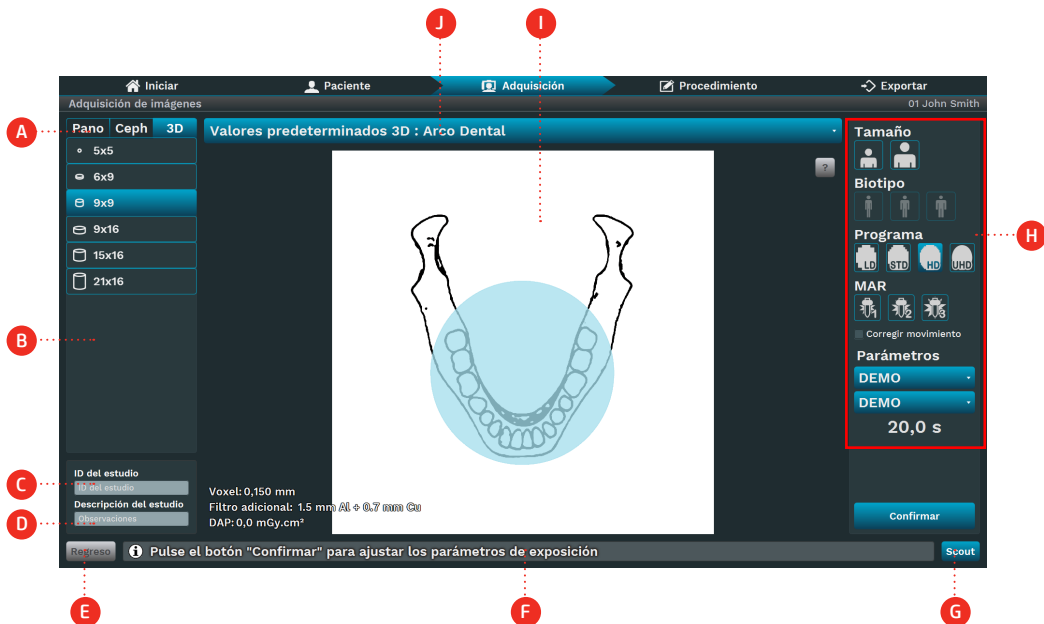 J
I
Iniciar
Paciente
Adquisición
Procedimiento
Exportar
Adquisición de imágenes
01 John Smith
A
Pano Ceph 3D
Valores predeterminados 3D : Arco Dental
5x5
6x9
9x9
9x16
15x16
21x16
?
Tamaño
Biotipo
Programa
LD STD HD UHD
MAR
1 2 3
Corregir movimiento
Parámetros
DEMO
DEMO
20,0 s
H
B
C
ID del estudio
ID del estudio
D
Descripción del estudio
Observaciones
Voxel: 0,150 mm
Filtro adicional: 1.5 mm Al + 0.7 mm Cu
DAP: 0,0 mGy.cm²
Confirmar
Regreso
Pulse el botón "Confirmar" para ajustar los parámetros de exposición
Scout
E
F
G